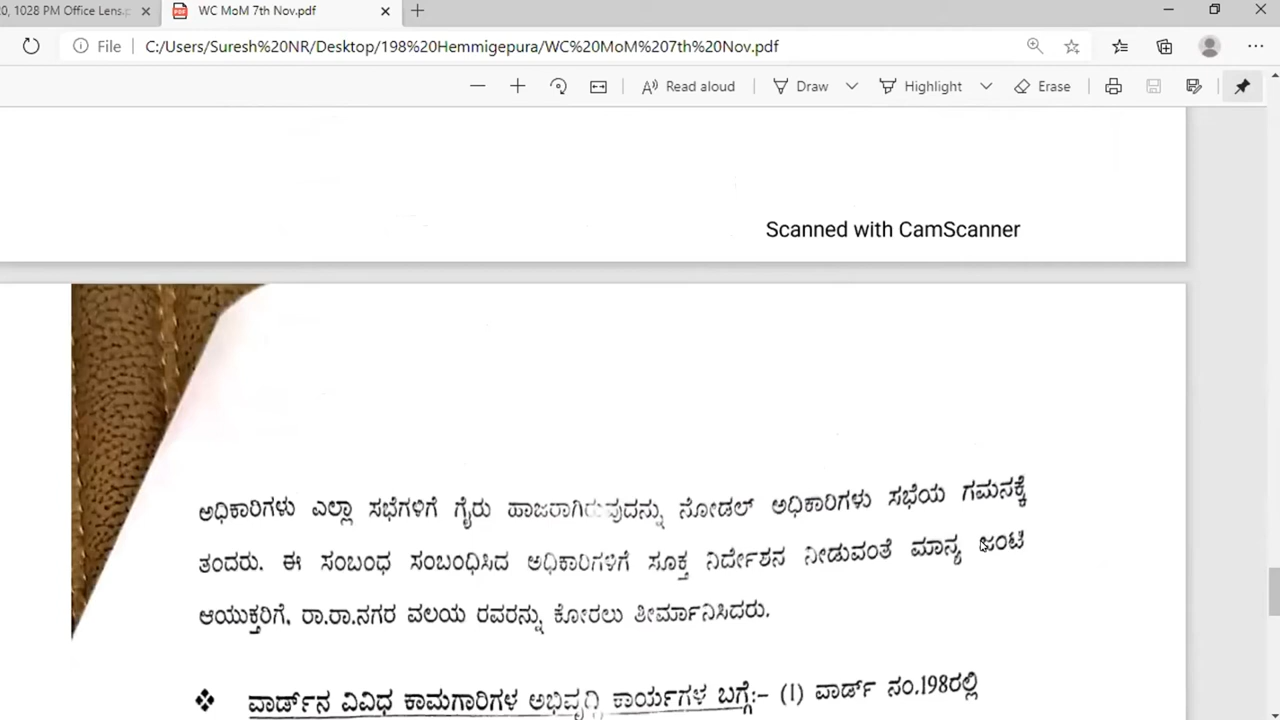 0, 1028 PM Office Lens.p
WC MoM 7th Nov.pdf
File C:/Users/Suresh%20NR/Desktop/198%20Hemmigepura/WC%20MoM%207th%20Nov.pdf
Read aloud Draw Highlight Erase
Scanned with CamScanner
ಅಧಿಕಾರಿಗಳು ಎಲ್ಲಾ ಸಭೆಗಳಿಗೆ ಗೈರು ಹಾಜರಾಗಿರುವುದನ್ನು ನೋಡಲ್ ಅಧಿಕಾರಿಗಳು ಸಭೆಯ ಗಮನಕ್ಕೆ
ತಂದರು. ಈ ಸಂಬಂಧ ಸಂಬಂಧಿಸಿದ ಅಧಿಕಾರಿಗಳಿಗೆ ಸೂಕ್ತ ನಿರ್ದೇಶನ ನೀಡುವಂತೆ ಮಾನ್ಯ ಜಂಟಿ
ಆಯುಕ್ತರಿಗೆ, ರಾ.ರಾ.ನಗರ ವಲಯ ರವರನ್ನು ಕೋರಲು ತೀರ್ಮಾನಿಸಿದರು.
❖ ವಾರ್ಡ್‌ನ ವಿವಿಧ ಕಾಮಗಾರಿಗಳ ಅಭಿವೃದ್ಧಿ ಕಾರ್ಯಗಳ ಬಗ್ಗೆ:– (1) ವಾರ್ಡ್ ನಂ.198ರಲ್ಲಿ